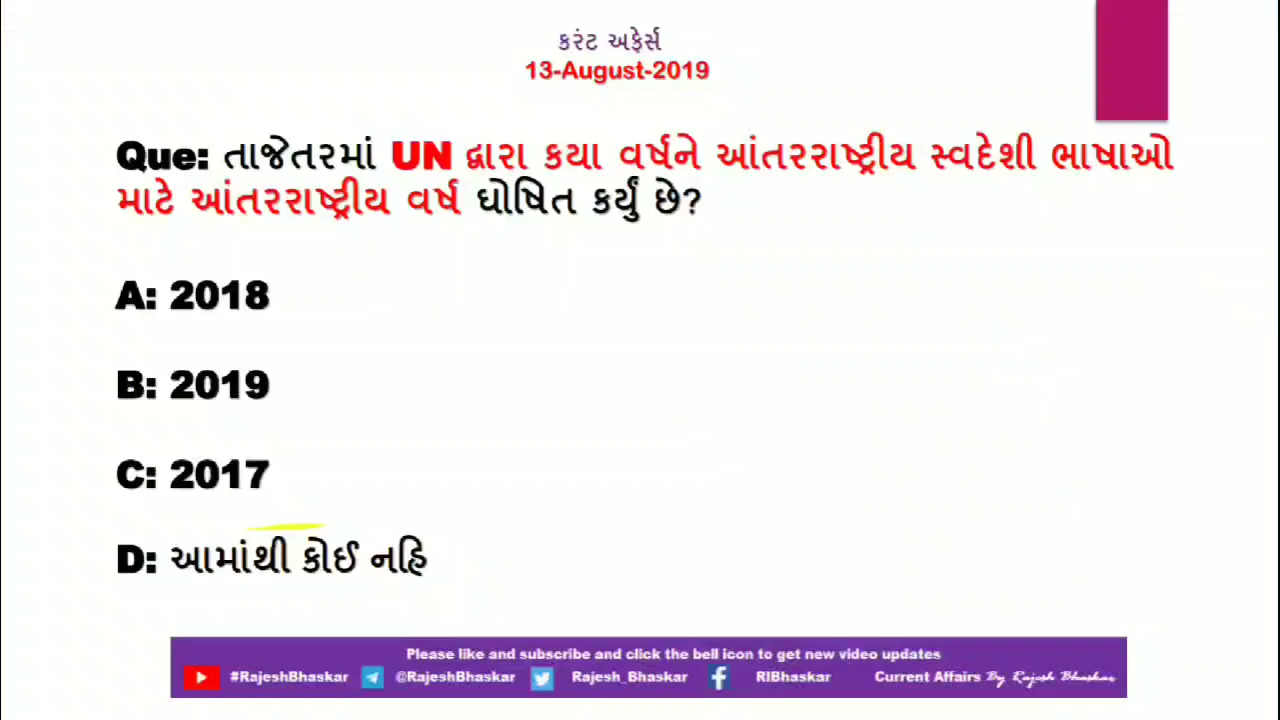 કરંટ અફેર્સ
13-August-2019
Que: તાજેતરમાં UN દ્વારા કયા વર્ષને આંતરરાષ્ટ્રીય સ્વદેશી ભાષાઓ
માટે આંતરરાષ્ટ્રીય વર્ષ ઘોષિત કર્યું છે?
A: 2018
B: 2019
C: 2017
D: આમાંથી કોઈ નહિ
Please like and subscribe and click the bell icon to get new video updates
#RajeshBhaskar @RajeshBhaskar Rajesh_Bhaskar RIBhaskar Current Affairs By Rajesh Bhaskar